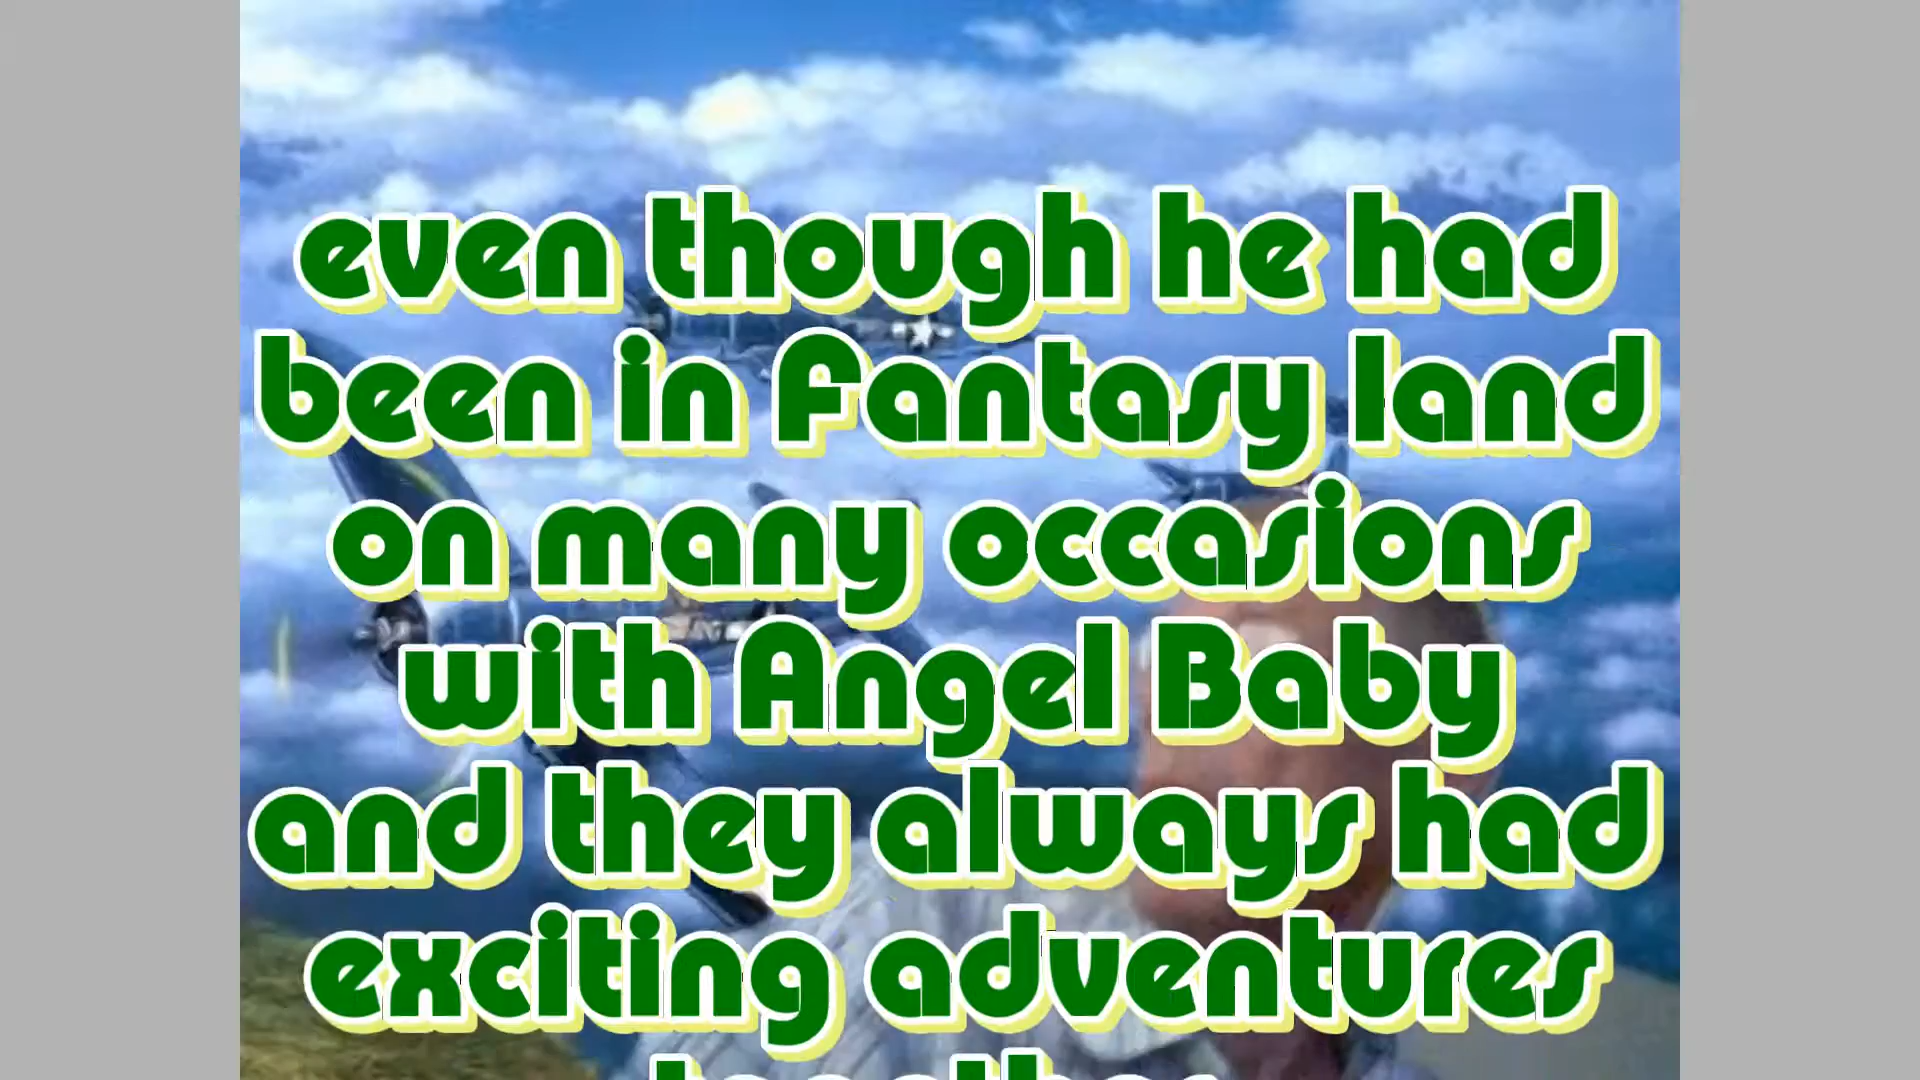 even though he had
been in Fantasy land
on many occasions
with Angel Baby
and they always had
exciting adventures
together